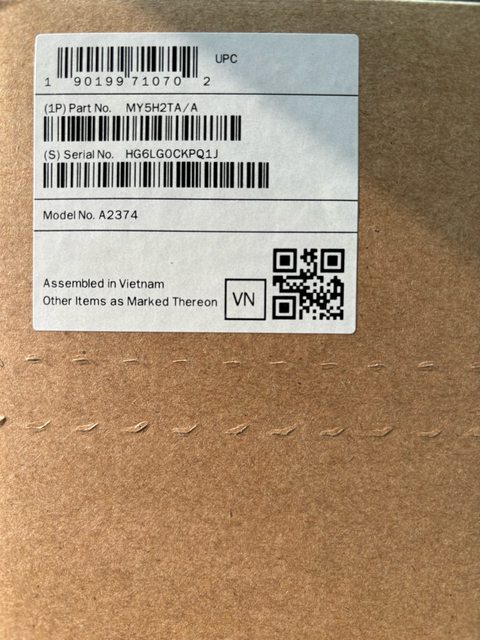 UPC
1 90199 71070 2
(1P) Part No. MY5H2TA/A
(S) Serial No. HG6LG0CKPQ1J
Model No. A2374
Assembled in Vietnam
Other Items as Marked Thereon
VN